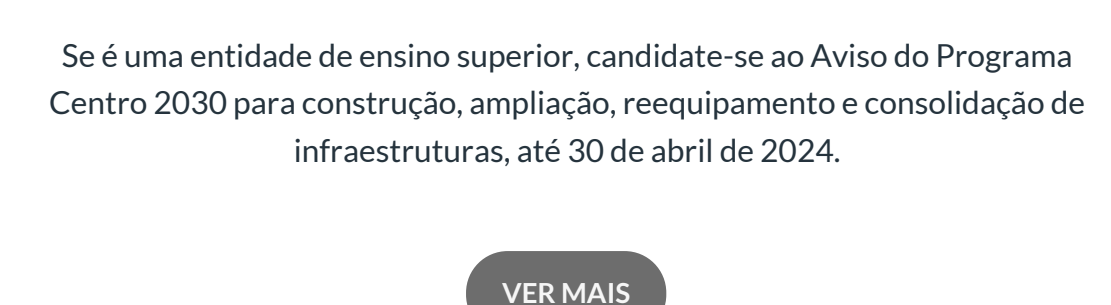 Se é uma entidade de ensino superior, candidate-se ao Aviso do Programa
Centro 2030 para construção, ampliação, reequipamento e consolidação de
infraestruturas, até 30 de abril de 2024.
VER MAIS